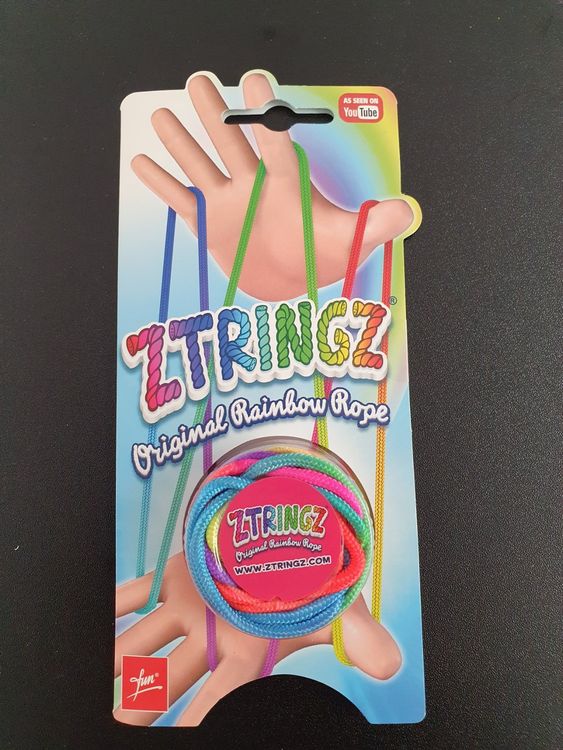 AS SEEN ON
YouTube
ZTRINGZ®
Original Rainbow Rope
ZTRINGZ
Original Rainbow Rope
WWW.ZTRINGZ.COM
fun®